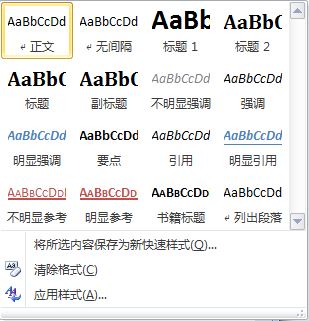 AaBbCcDd AaBbCcDd AaBb AaBbC
↵ 正文 ↵ 无间隔 标题 1 标题 2
AaBbC AaBbC AaBbCcDd AaBbCcDd
标题 副标题 不明显强调 强调
AaBbCcDd AaBbCcDd AaBbCcDd AaBbCcDd
明显强调 要点 引用 明显引用
AaBbCcDd AaBbCcDd AaBbCcDd AaBbCcDd
不明显参考 明显参考 书籍标题 ↵ 列出段落
将所选内容保存为新快速样式(Q)...
清除格式(C)
应用样式(A)...